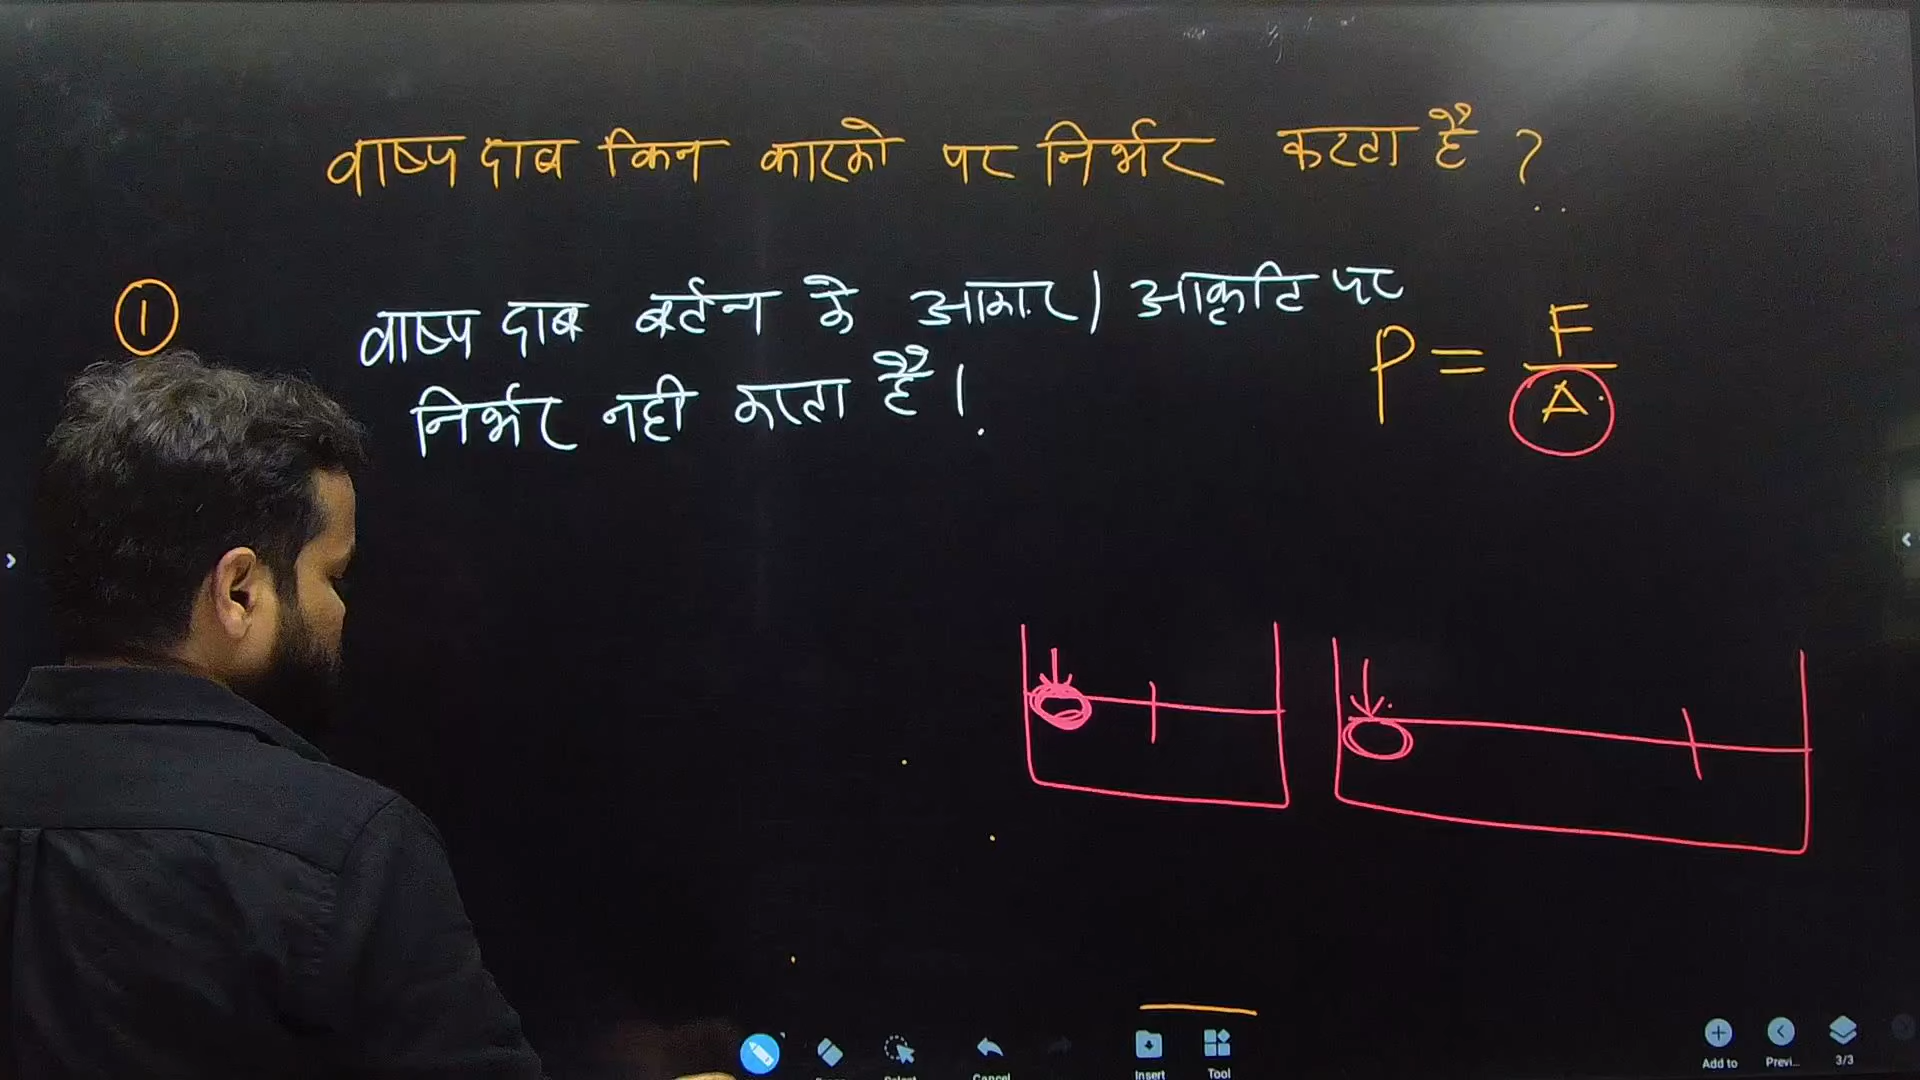 वाष्प दाब किन कारको पर निर्भर करता है ?
①
वाष्प दाब बर्तन के आकार / आकृति पर
निर्भर नही करता है।
P = F / A
Insert
Tool
Add to
Previ...
3/3